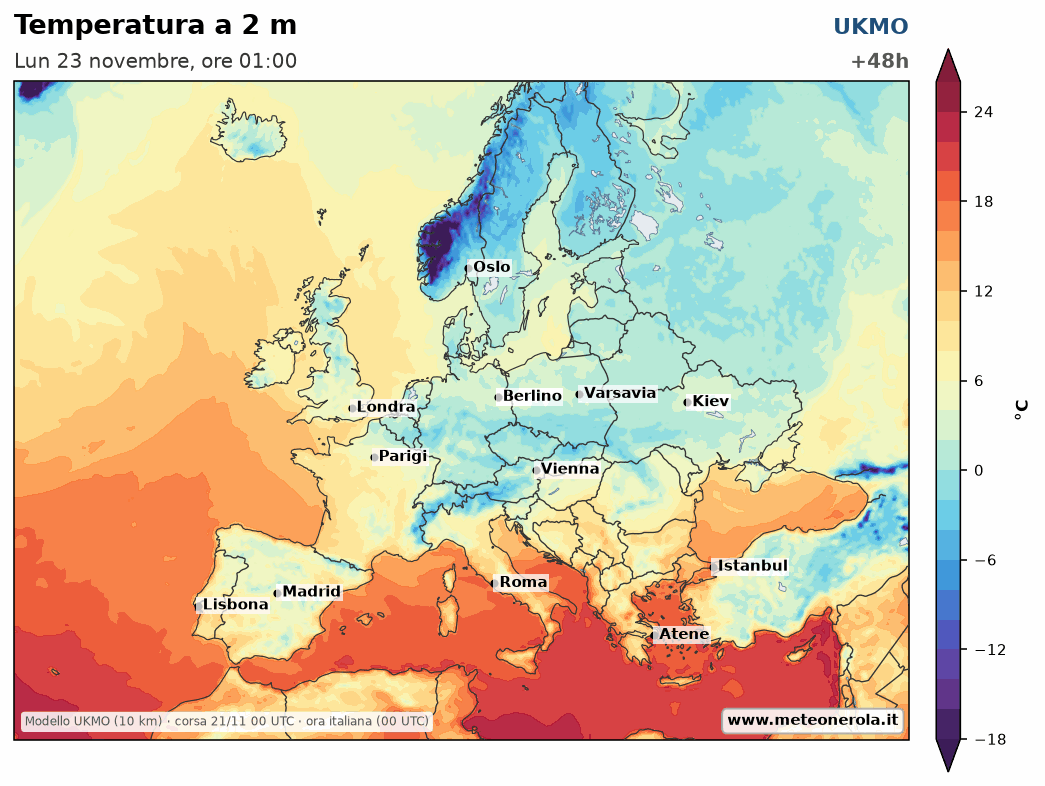 Temperatura a 2 m
UKMO
Lun 23 novembre, ore 01:00
+48h
24
18
12
6
0
−6
−12
−18
°C
Oslo
Berlino
Varsavia
Kiev
Londra
Parigi
Vienna
Istanbul
Roma
Madrid
Lisbona
Atene
Modello UKMO (10 km) · corsa 21/11 00 UTC · ora italiana (00 UTC)
www.meteonerola.it